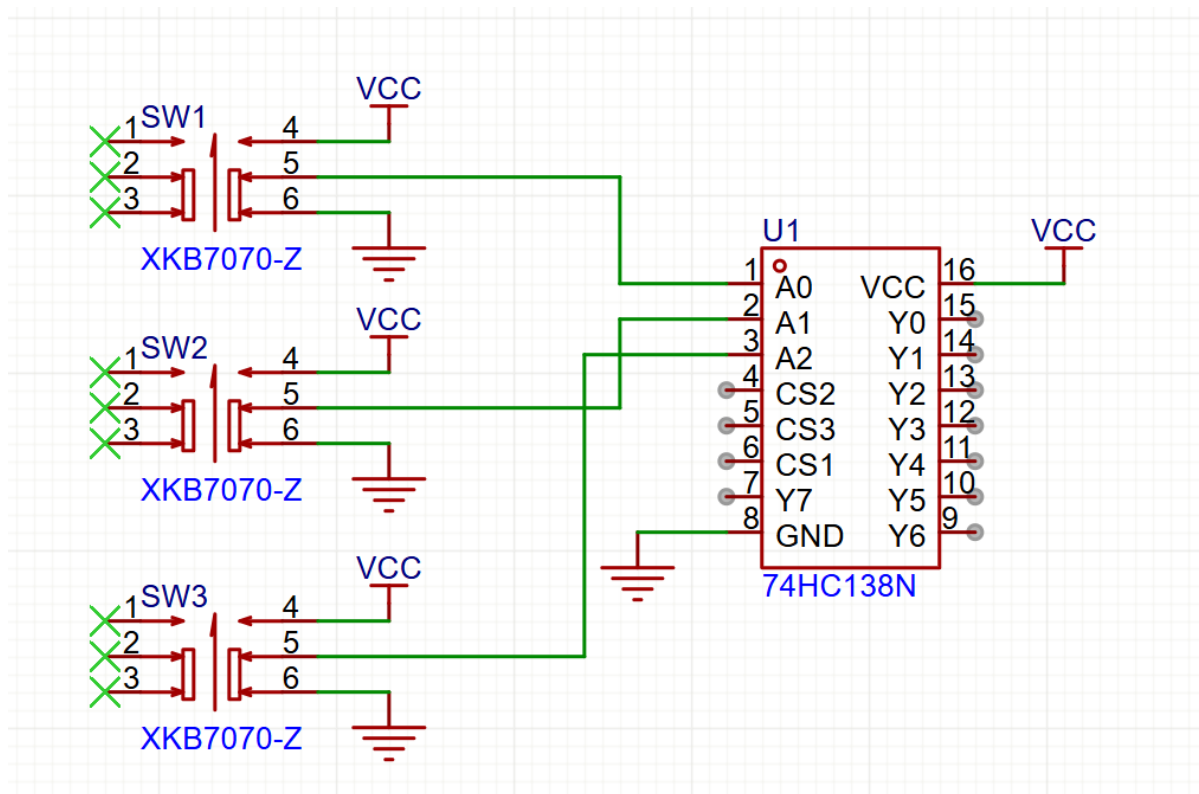 VCC
SW1
1 4
2 5
3 6
XKB7070-Z
VCC
SW2
1 4
2 5
3 6
XKB7070-Z
VCC
SW3
1 4
2 5
3 6
XKB7070-Z
U1
VCC
1 A0 VCC 16
2 A1 Y0 15
3 A2 Y1 14
4 CS2 Y2 13
5 CS3 Y3 12
6 CS1 Y4 11
7 Y7 Y5 10
8 GND Y6 9
74HC138N